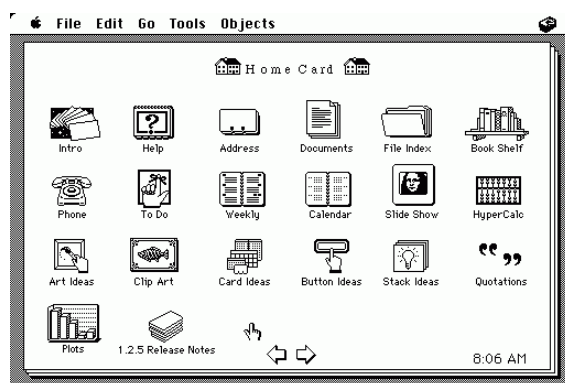 File Edit Go Tools Objects
Home Card
Intro Help Address Documents File Index Book Shelf
Phone To Do Weekly Calendar Slide Show HyperCalc
Art Ideas Clip Art Card Ideas Button Ideas Stack Ideas Quotations
Plots 1.2.5 Release Notes
8:06 AM